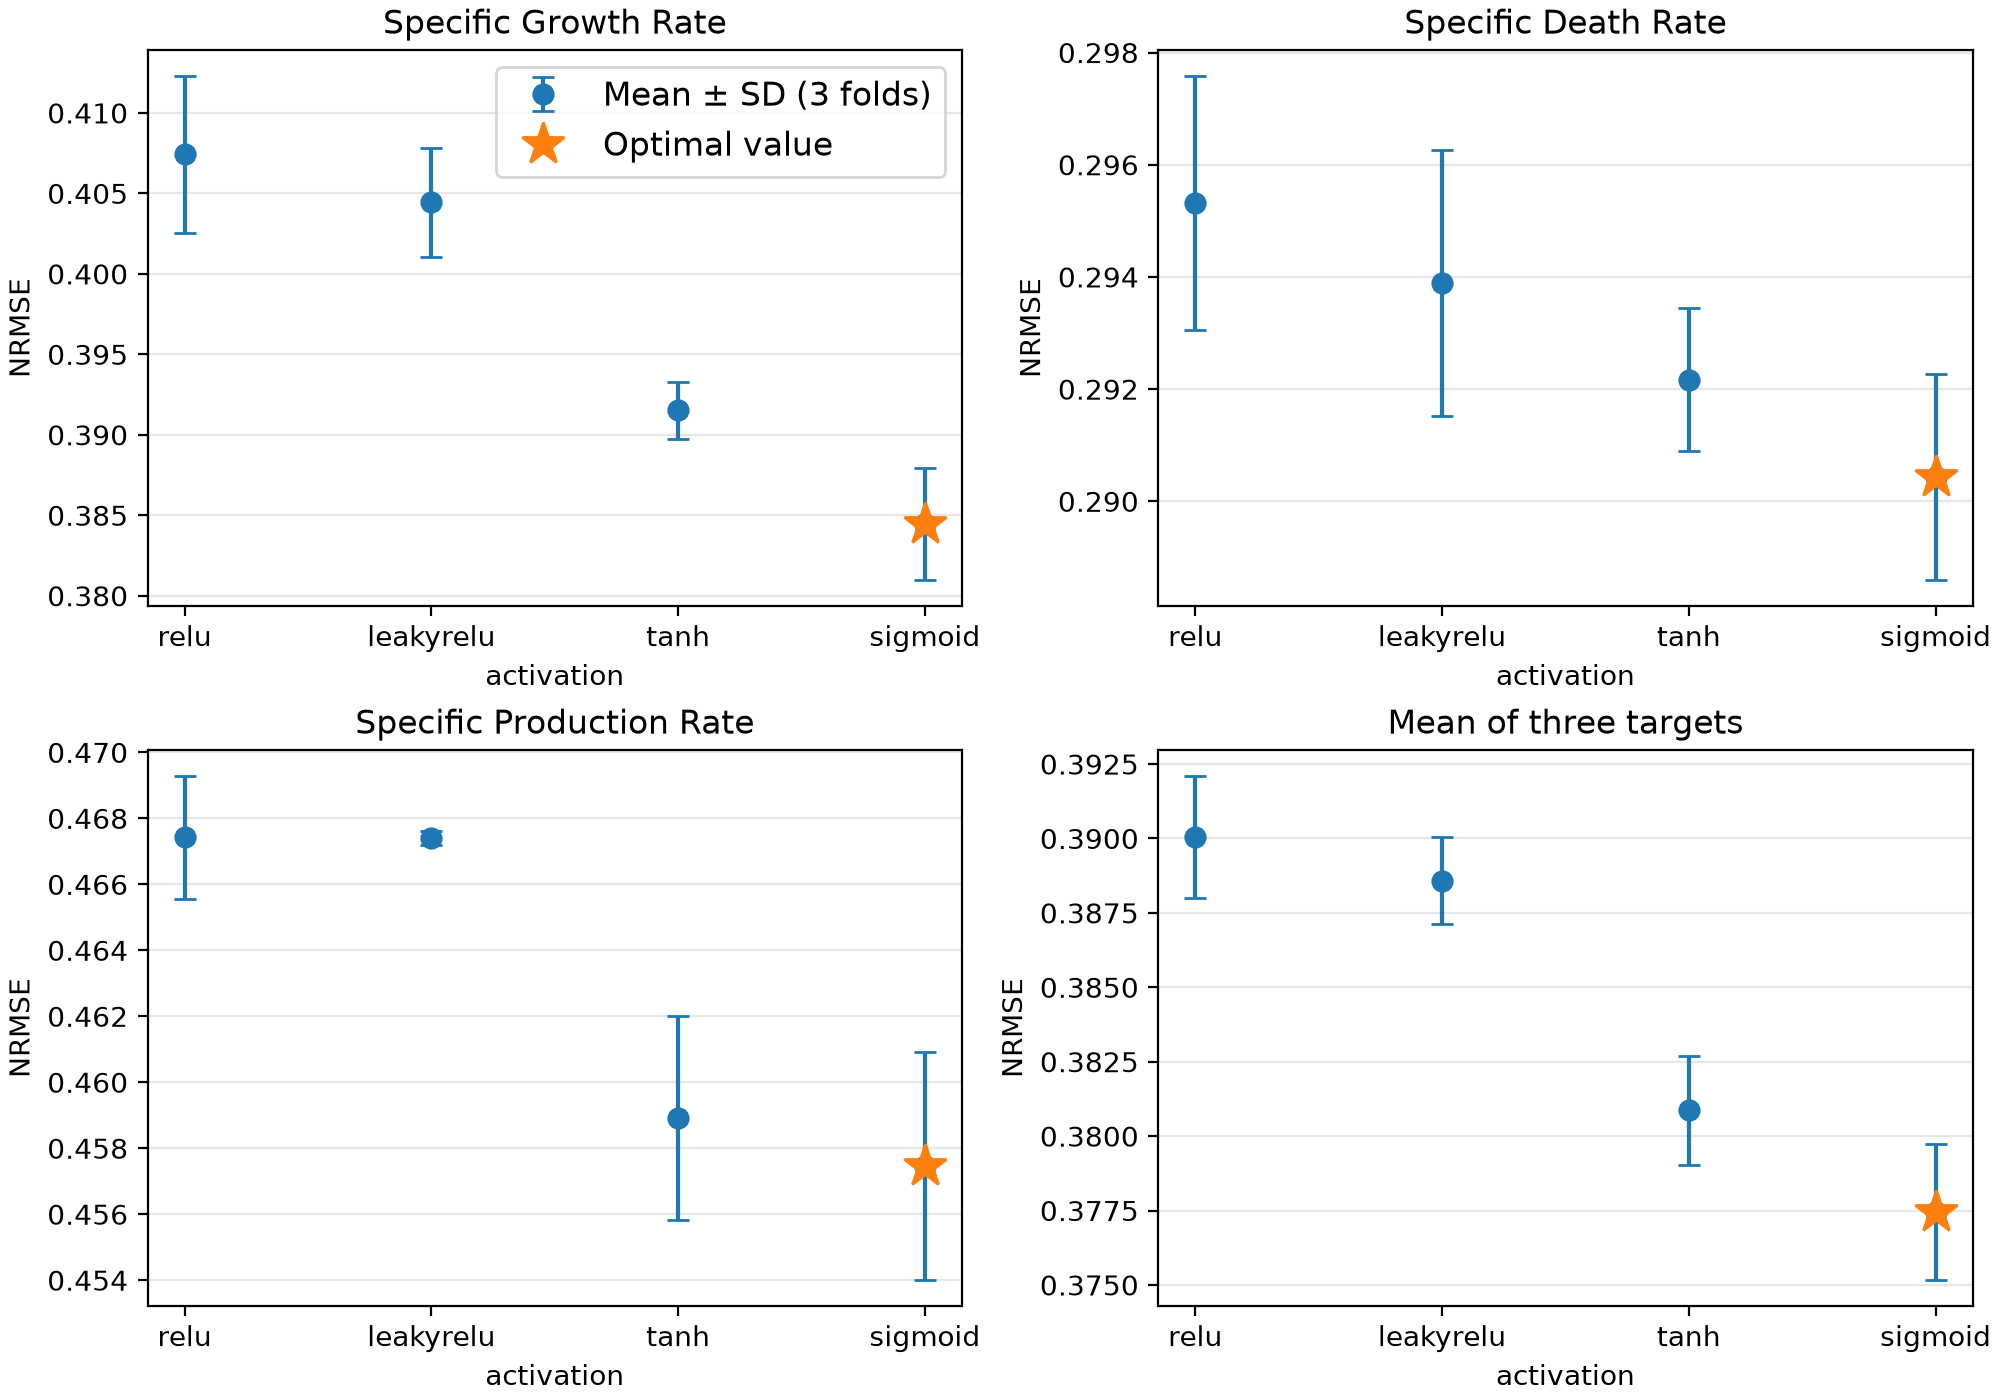 Specific Growth Rate
Mean ± SD (3 folds)
Optimal value
0.410
0.405
0.400
0.395
0.390
0.385
0.380
NRMSE
relu leakyrelu tanh sigmoid
activation
Specific Death Rate
0.298
0.296
0.294
0.292
0.290
NRMSE
relu leakyrelu tanh sigmoid
activation
Specific Production Rate
0.470
0.468
0.466
0.464
0.462
0.460
0.458
0.456
0.454
NRMSE
relu leakyrelu tanh sigmoid
activation
Mean of three targets
0.3925
0.3900
0.3875
0.3850
0.3825
0.3800
0.3775
0.3750
NRMSE
relu leakyrelu tanh sigmoid
activation